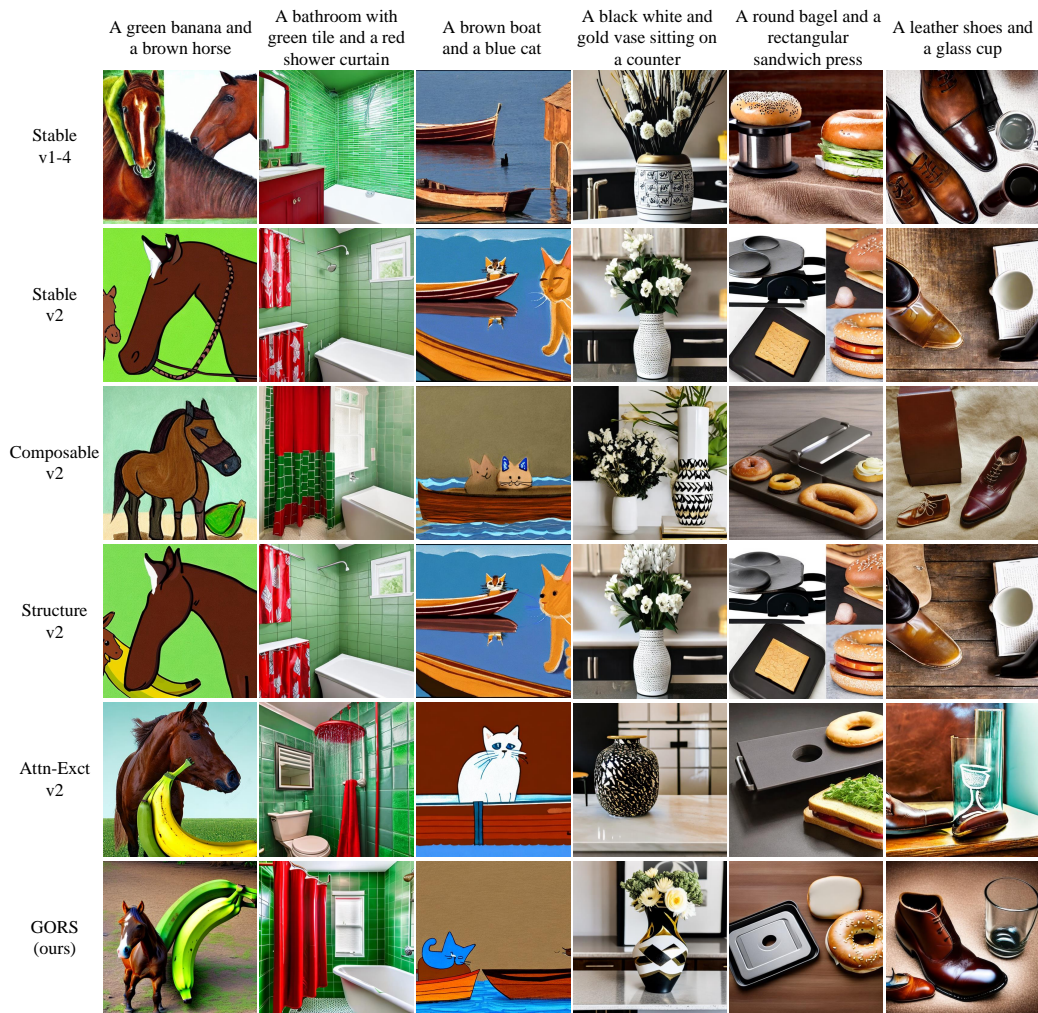 A green banana and
a brown horse
A bathroom with
green tile and a red
shower curtain
A brown boat
and a blue cat
A black white and
gold vase sitting on
a counter
A round bagel and a
rectangular
sandwich press
A leather shoes and
a glass cup
Stable
v1-4
Stable
v2
Composable
v2
Structure
v2
Attn-Exct
v2
GORS
(ours)